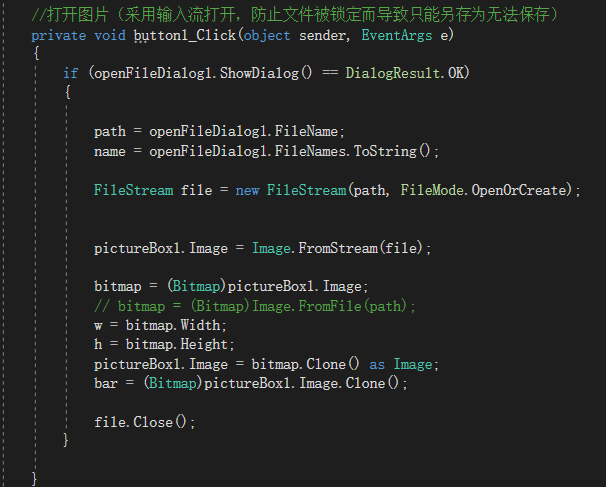 //打开图片（采用输入流打开，防止文件被锁定而导致只能另存为无法保存）
private void button1_Click(object sender, EventArgs e)
{
if (openFileDialog1.ShowDialog() == DialogResult.OK)
{
path = openFileDialog1.FileName;
name = openFileDialog1.FileNames.ToString();
FileStream file = new FileStream(path, FileMode.OpenOrCreate);
pictureBox1.Image = Image.FromStream(file);
bitmap = (Bitmap)pictureBox1.Image;
// bitmap = (Bitmap)Image.FromFile(path);
w = bitmap.Width;
h = bitmap.Height;
pictureBox1.Image = bitmap.Clone() as Image;
bar = (Bitmap)pictureBox1.Image.Clone();
file.Close();
}
}